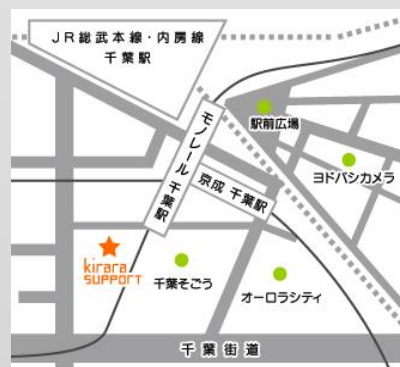 JR総武本線・内房線
千葉駅
モノレール 千葉駅
駅前広場
ヨドバシカメラ
京成 千葉駅
kirara
SUPPORT
千葉そごう
オーロラシティ
千葉街道